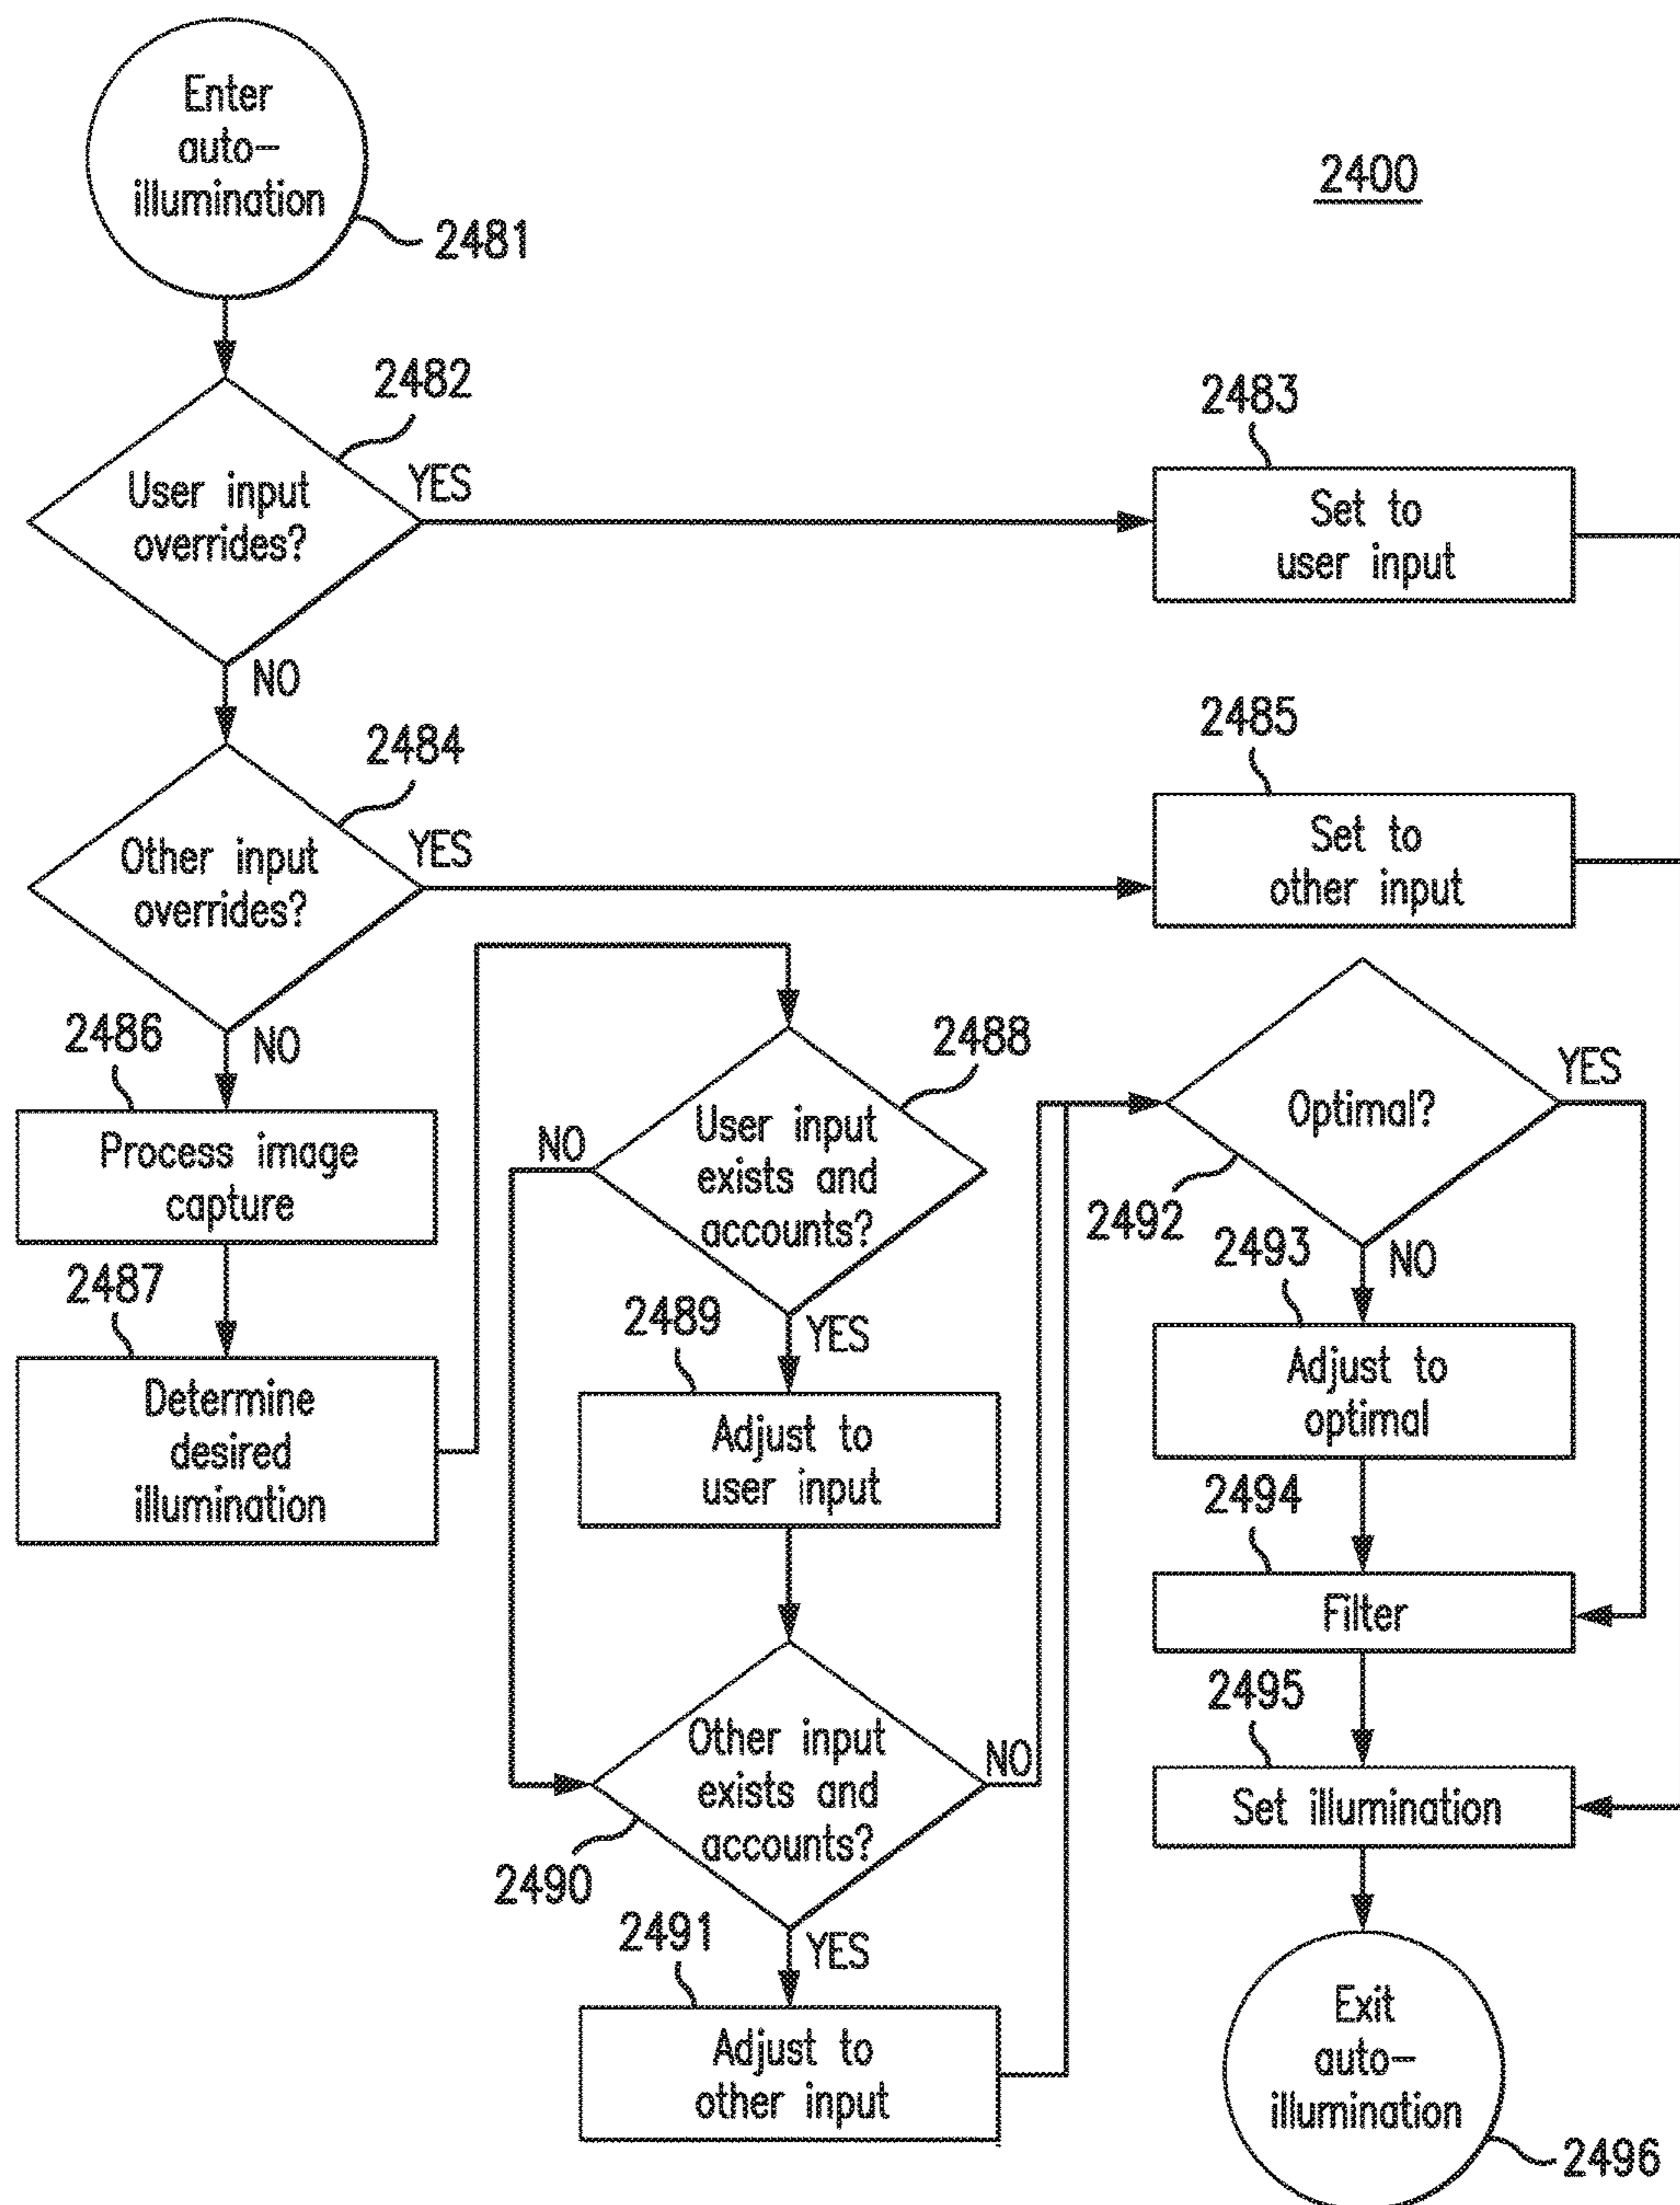 Enter
auto-
illumination
2481
2400
2482
User input
overrides?
YES
NO
2483
Set to
user input
2484
Other input
overrides?
YES
NO
2485
Set to
other input
2486
Process image
capture
2487
Determine
desired
illumination
2488
User input
exists and
accounts?
NO
YES
2489
Adjust to
user input
Other input
exists and
accounts?
NO
2490
YES
2491
Adjust to
other input
Optimal?
YES
2492
NO
2493
Adjust to
optimal
2494
Filter
2495
Set illumination
Exit
auto-
illumination
2496